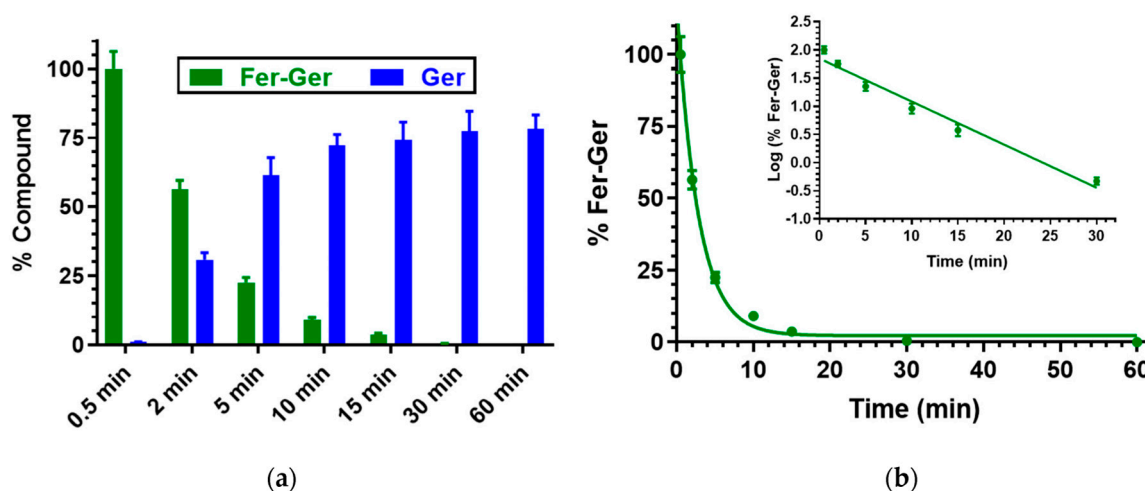 Fer-Ger Ger
% Compound
100
75
50
25
0
0.5 min 2 min 5 min 10 min 15 min 30 min 60 min
(a)
% Fer-Ger
100
75
50
25
0
0 10 20 30 40 50 60
Time (min)
Log (% Fer-Ger)
2.5
2.0
1.5
1.0
0.5
0.0
-0.5
-1.0
0 5 10 15 20 25 30
Time (min)
(b)